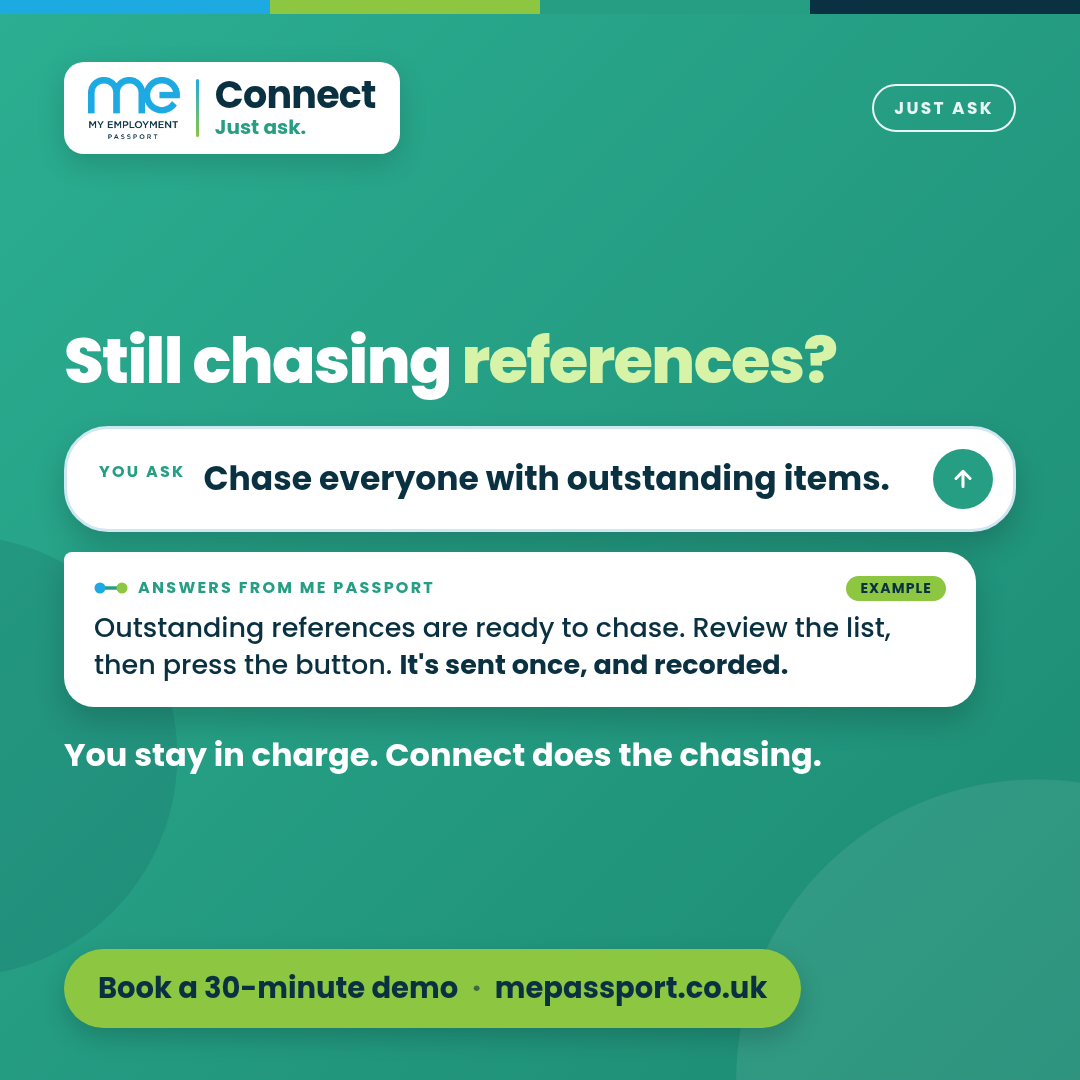 me
MY EMPLOYMENT
PASSPORT
Connect
Just ask.
JUST ASK
Still chasing references?
YOU ASK Chase everyone with outstanding items.
ANSWERS FROM ME PASSPORT
EXAMPLE
Outstanding references are ready to chase. Review the list,
then press the button. It's sent once, and recorded.
You stay in charge. Connect does the chasing.
Book a 30-minute demo · mepassport.co.uk